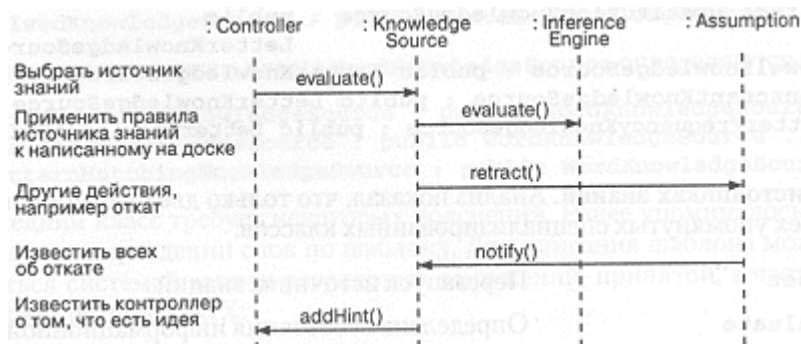 : Controller
: Knowledge
Source
: Inference
Engine
: Assumption
Выбрать источник
знаний
evaluate()
Применить правила
источника знаний
к написанному на доске
evaluate()
Другие действия,
например откат
retract()
Известить всех
об откате
notify()
Известить контроллер
о том, что есть идея
addHint()